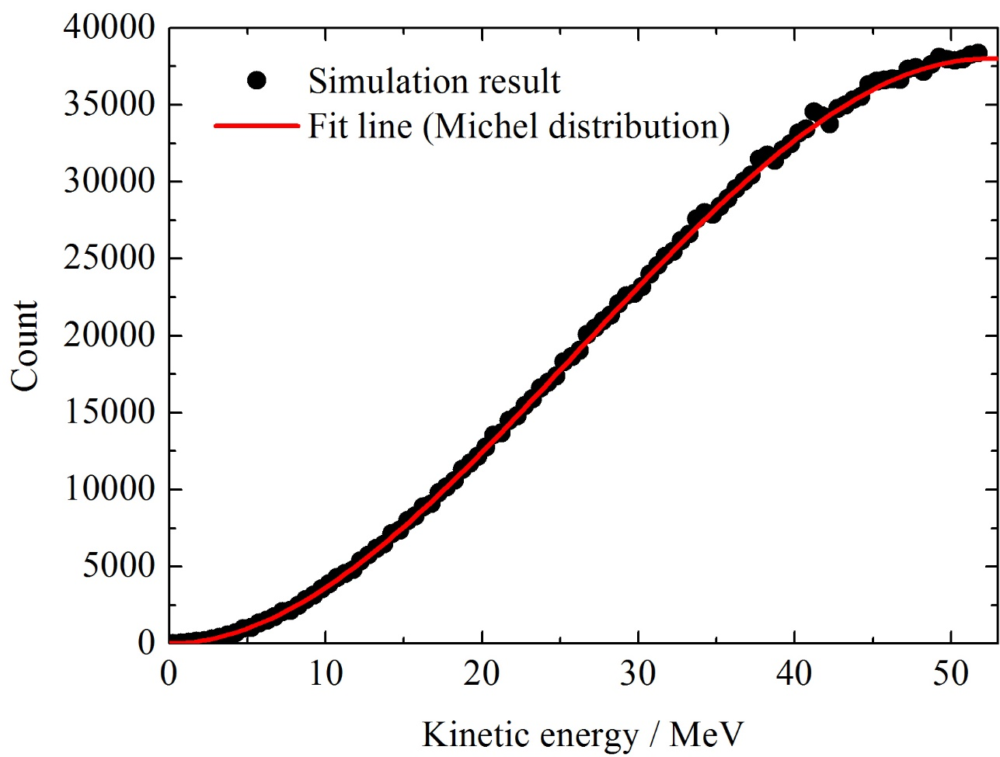 40000
35000
30000
25000
20000
15000
10000
5000
0
Simulation result
Fit line (Michel distribution)
Count
0 10 20 30 40 50
Kinetic energy / MeV